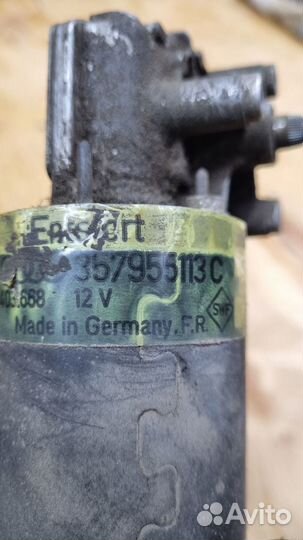 357955113C
12 V
Made in Germany.F.R.
SWF
Avito